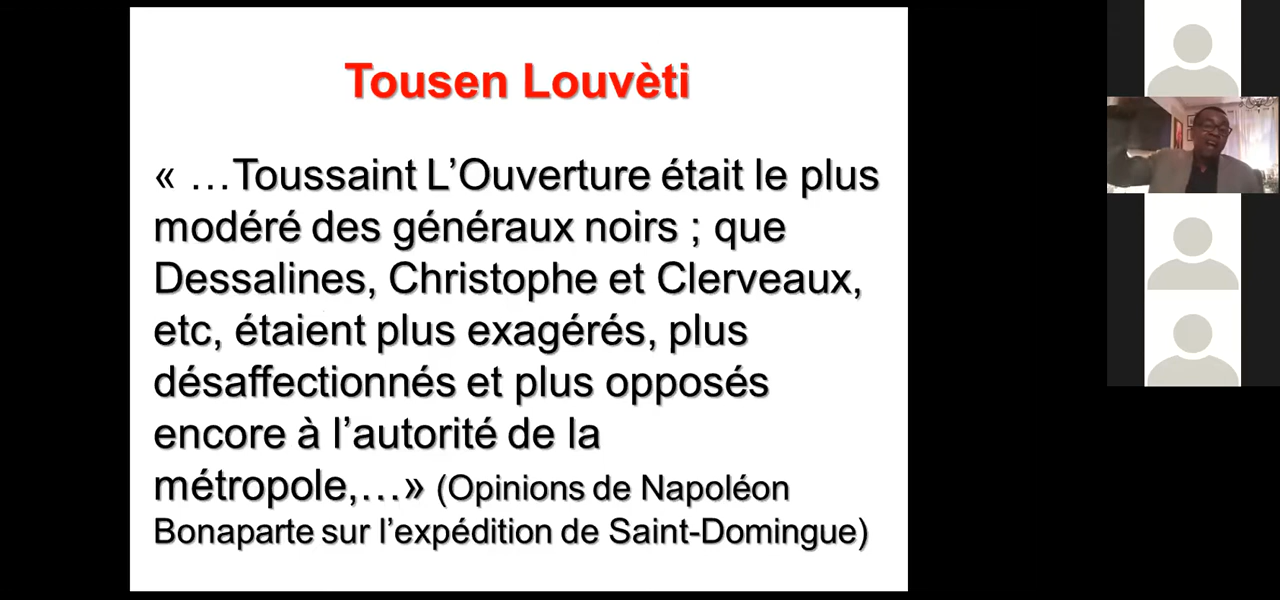 Tousen Louvèti
« …Toussaint L’Ouverture était le plus
modéré des généraux noirs ; que
Dessalines, Christophe et Clerveaux,
etc, étaient plus exagérés, plus
désaffectionnés et plus opposés
encore à l’autorité de la
métropole,…» (Opinions de Napoléon
Bonaparte sur l’expédition de Saint-Domingue)